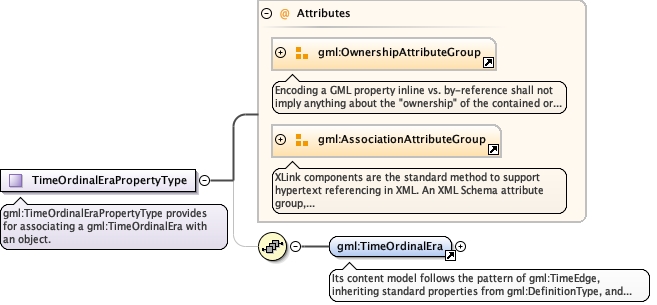 @ Attributes
gml:OwnershipAttributeGroup
Encoding a GML property inline vs. by-reference shall not
imply anything about the "ownership" of the contained or...
gml:AssociationAttributeGroup
XLink components are the standard method to support
hypertext referencing in XML. An XML Schema attribute
group,...
TimeOrdinalEraPropertyType
gml:TimeOrdinalEraPropertyType provides
for associating a gml:TimeOrdinalEra with
an object.
gml:TimeOrdinalEra
Its content model follows the pattern of gml:TimeEdge,
inheriting standard properties from gml:DefinitionType, and...